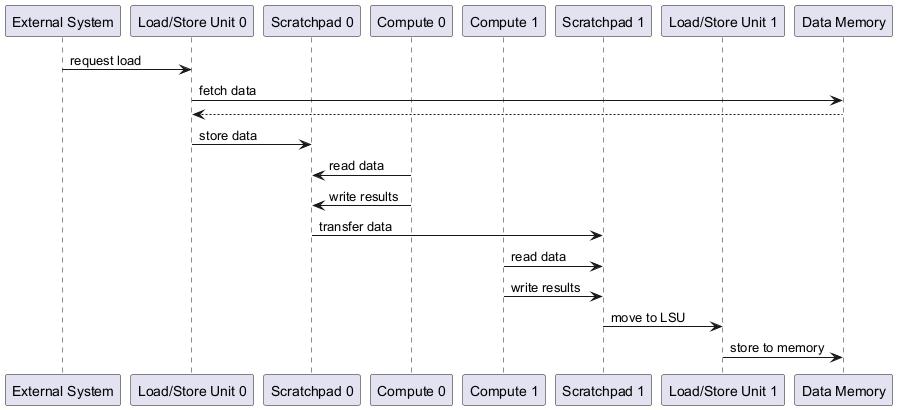 External System
Load/Store Unit 0
Scratchpad 0
Compute 0
Compute 1
Scratchpad 1
Load/Store Unit 1
Data Memory
request load
fetch data
store data
read data
write results
transfer data
read data
write results
move to LSU
store to memory
External System
Load/Store Unit 0
Scratchpad 0
Compute 0
Compute 1
Scratchpad 1
Load/Store Unit 1
Data Memory